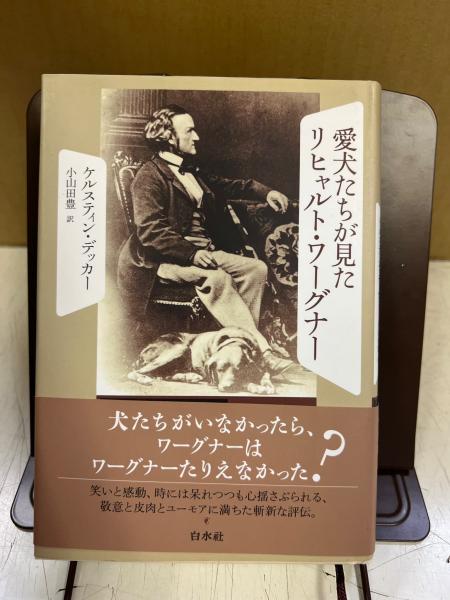 愛犬たちが見た
リヒャルト・ワーグナー
ケルスティン・デッカー
小山田豊 訳
犬たちがいなかったら、
ワーグナーは
ワーグナーたりえなかった?
笑いと感動、時には呆れつつも心揺さぶられる、
敬意と皮肉とユーモアに満ちた斬新な評伝。
白水社